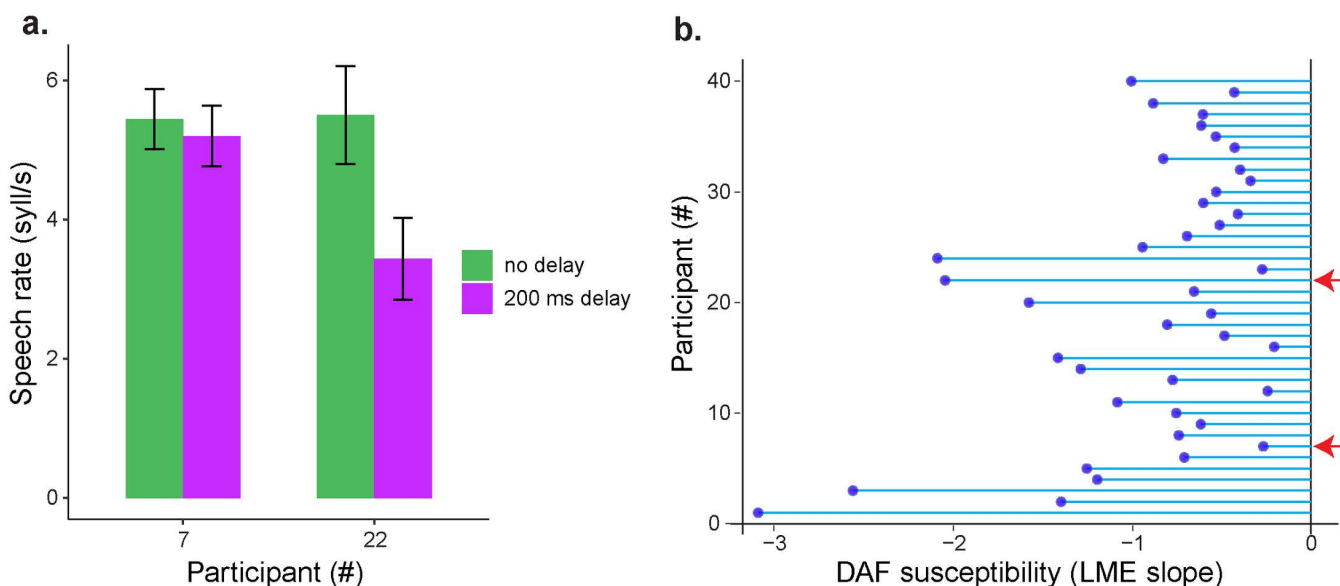 a.
Speech rate (syll/s)
6
4
2
0
7
22
Participant (#)
no delay
200 ms delay
b.
Participant (#)
40
30
20
10
0
−3
−2
−1
0
DAF susceptibility (LME slope)